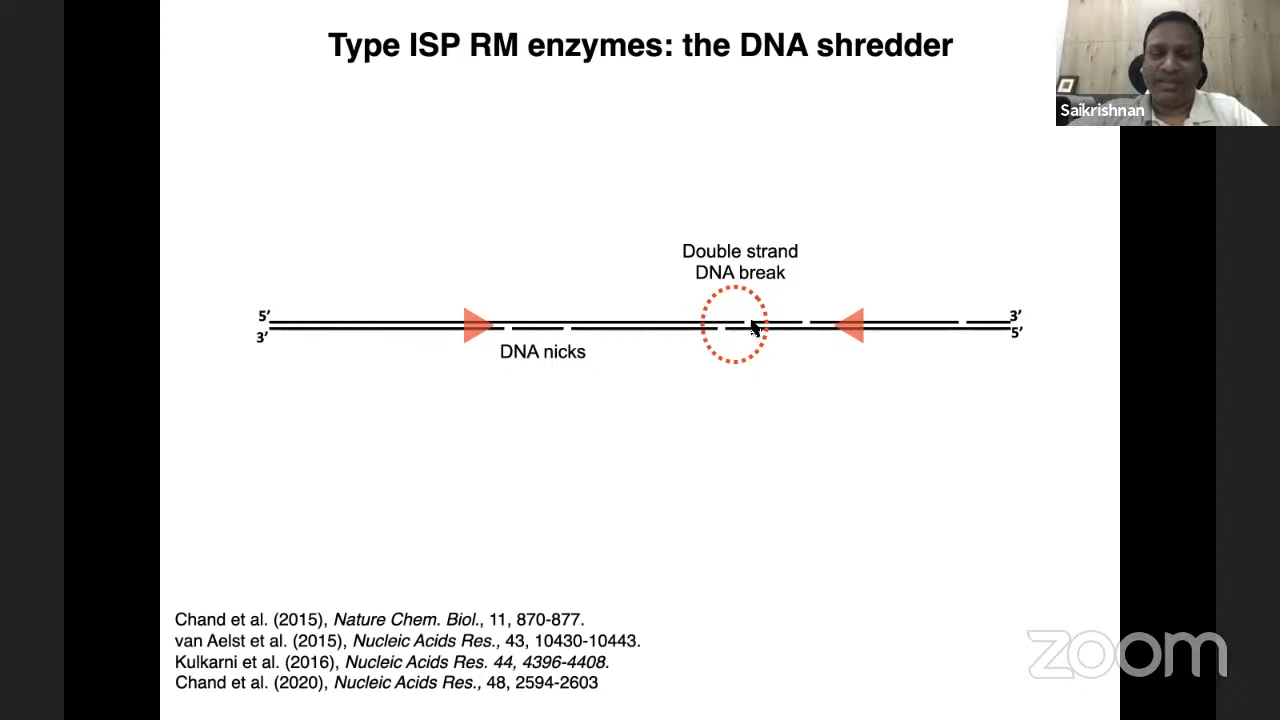 Type ISP RM enzymes: the DNA shredder
Saikrishnan
Double strand
DNA break
5’
3’
3’
5’
DNA nicks
Chand et al. (2015), Nature Chem. Biol., 11, 870-877.
van Aelst et al. (2015), Nucleic Acids Res., 43, 10430-10443.
Kulkarni et al. (2016), Nucleic Acids Res. 44, 4396-4408.
Chand et al. (2020), Nucleic Acids Res., 48, 2594-2603
zoom